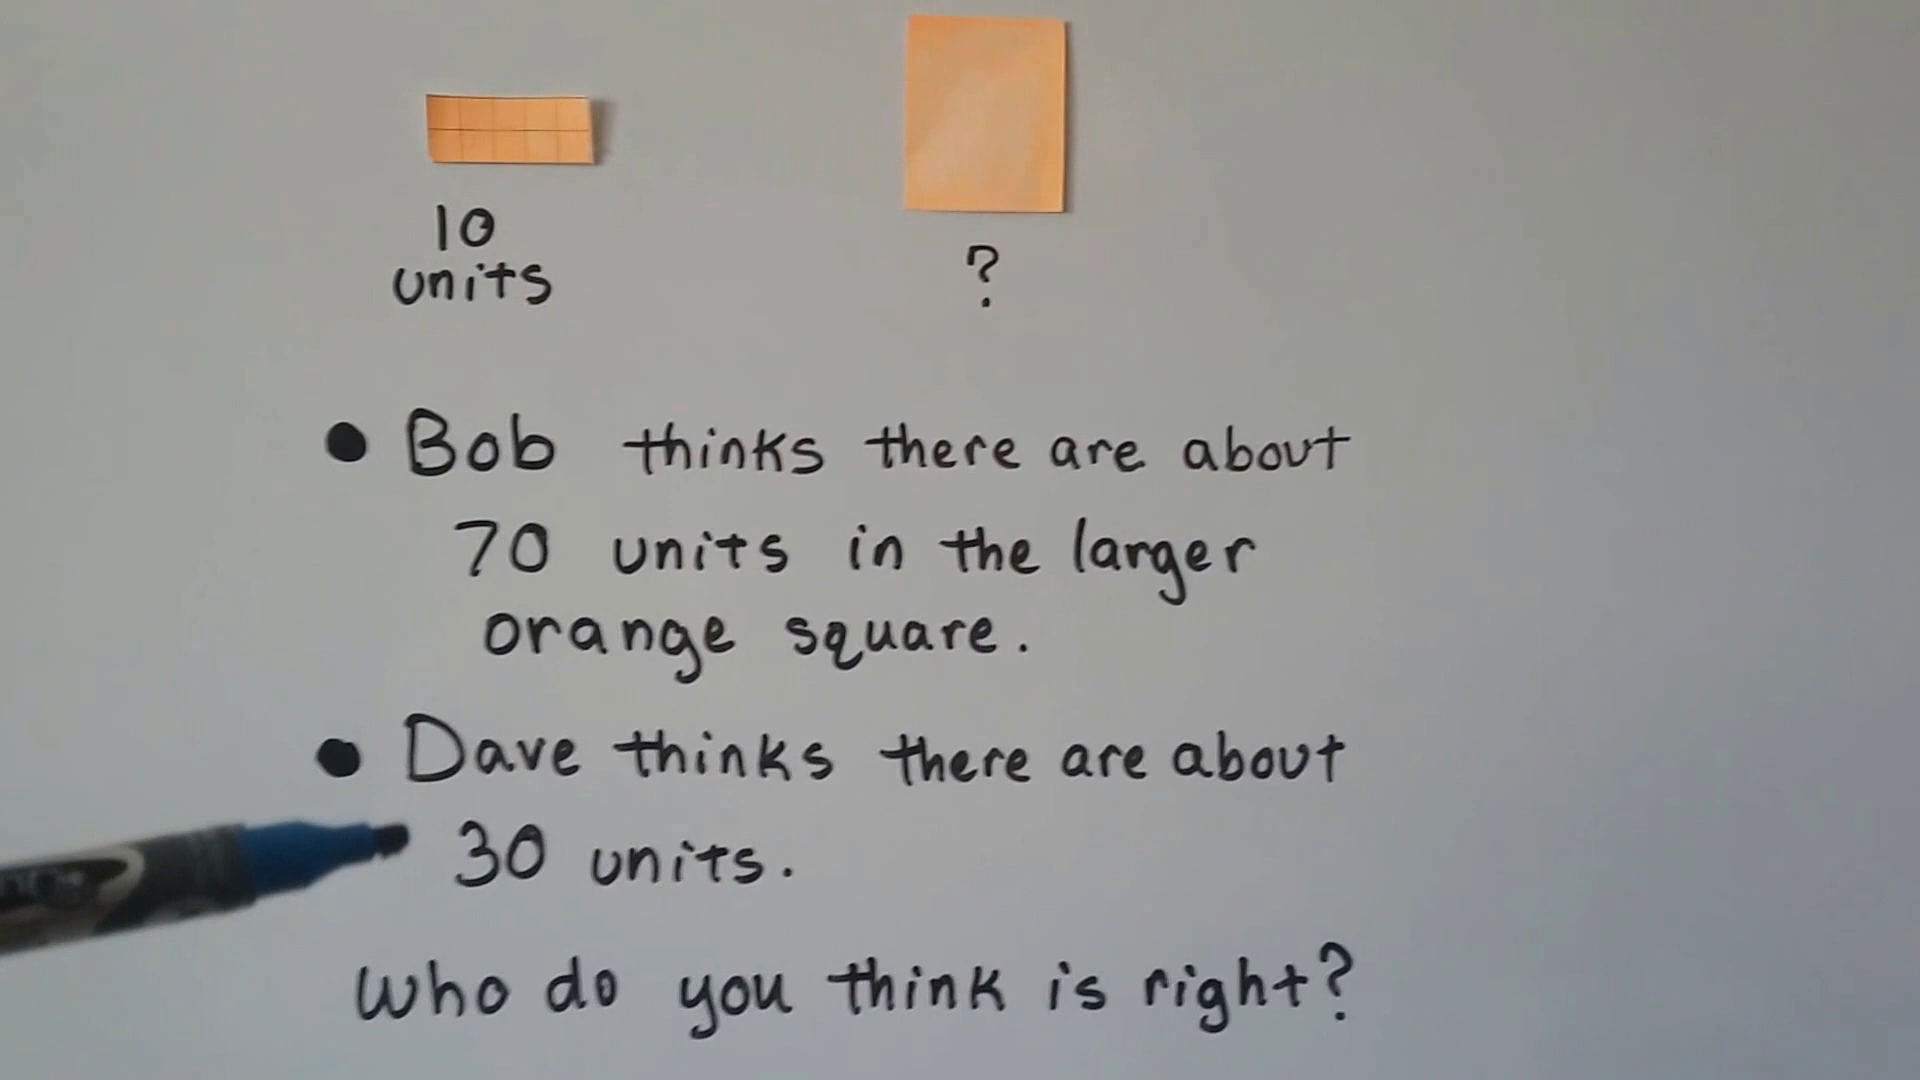 10
units
?
• Bob thinks there are about
70 units in the larger
orange square.
• Dave thinks there are about
30 units.
Who do you think is right?